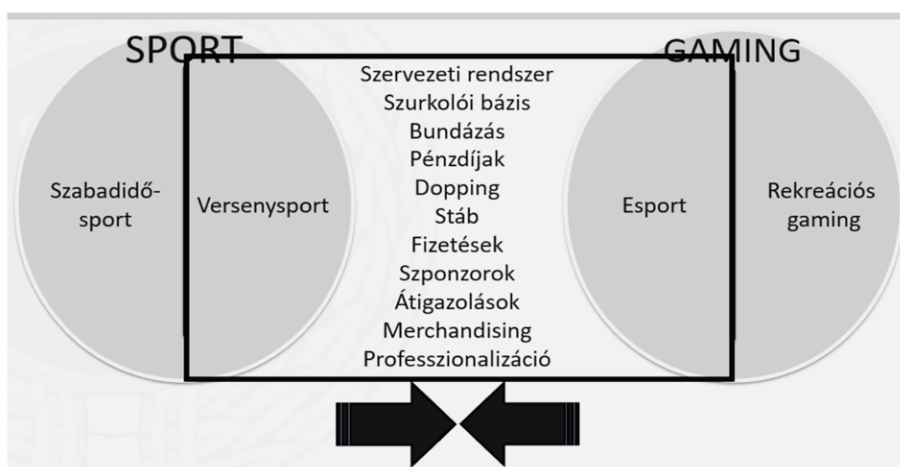 SPORT
GAMING
Szabadidő-
sport
Versenysport
Szervezeti rendszer
Szurkolói bázis
Bundázás
Pénzdíjak
Dopping
Stáb
Fizetések
Szponzorok
Átigazolások
Merchandising
Professzionalizáció
Esport
Rekreációs
gaming